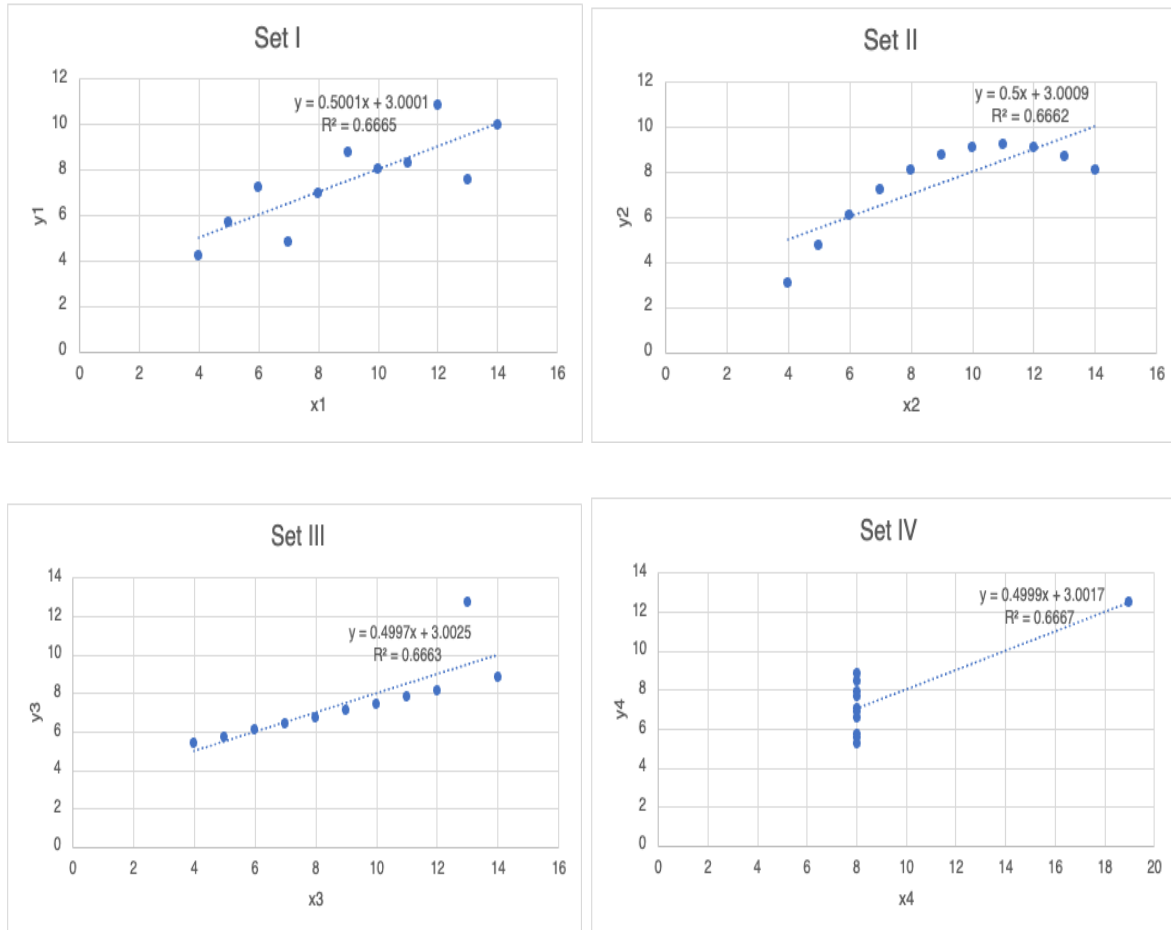 Set I
12
10
8
6
4
2
0
y1
y = 0.5001x + 3.0001
R² = 0.6665
0 2 4 6 8 10 12 14 16
x1
Set II
12
10
8
6
4
2
0
y2
y = 0.5x + 3.0009
R² = 0.6662
0 2 4 6 8 10 12 14 16
x2
Set III
14
12
10
8
6
4
2
0
y3
y = 0.4997x + 3.0025
R² = 0.6663
0 2 4 6 8 10 12 14 16
x3
Set IV
14
12
10
8
6
4
2
0
y4
y = 0.4999x + 3.0017
R² = 0.6667
0 2 4 6 8 10 12 14 16 18 20
x4